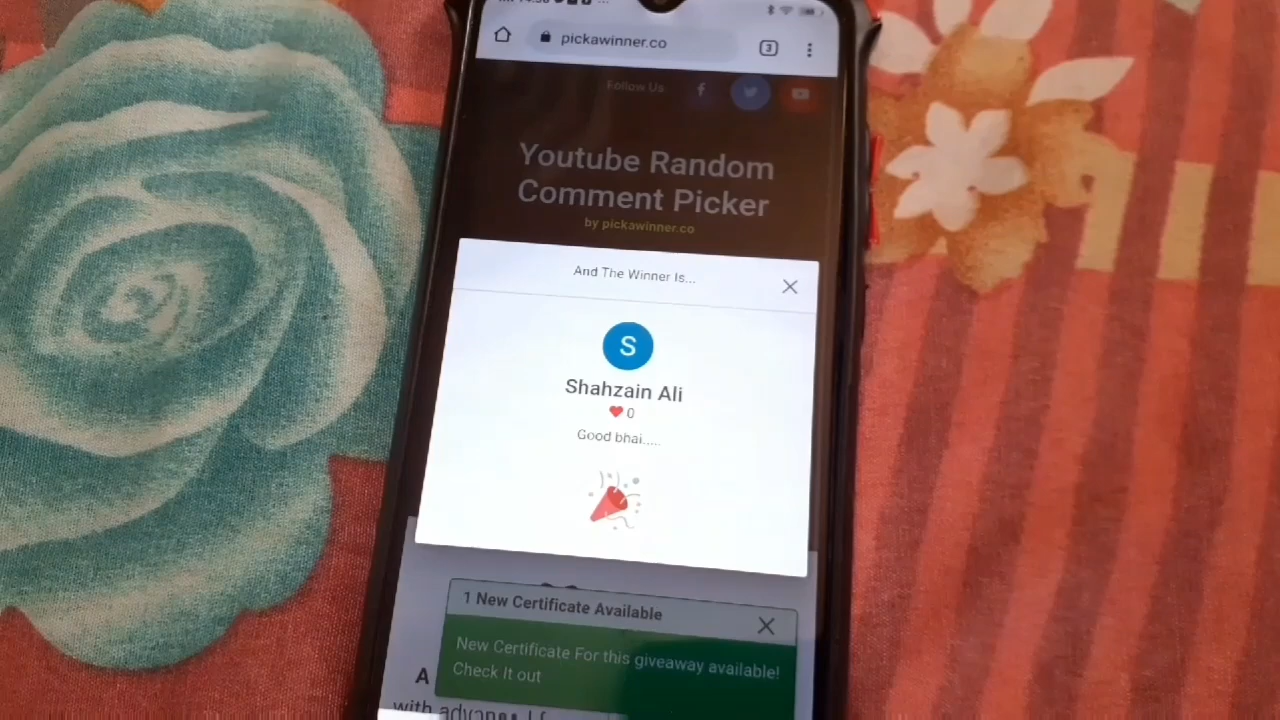 pickawinner.co
3
Follow Us
Youtube Random
Comment Picker
by pickawinner.co
And The Winner Is...
S
Shahzain Ali
0
Good bhai.....
1 New Certificate Available
New Certificate For this giveaway available!
Check It out
A
with